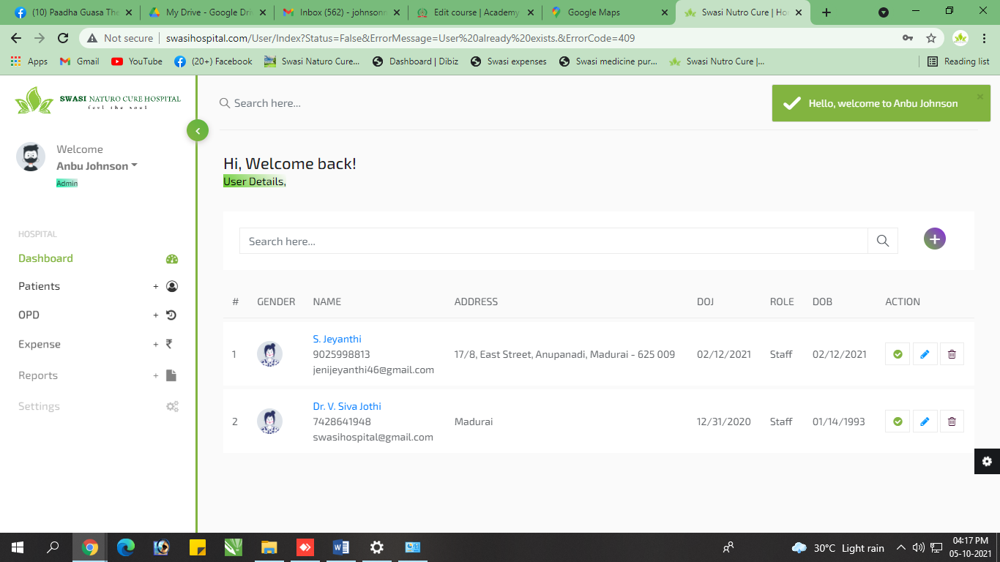 (10) Paadha Guasa The
My Drive - Google Dri
Inbox (562) - johnsonr
Edit course | Academy
Google Maps
Swasi Nutro Cure | Ho
Not secure
swasihospital.com/User/Index?Status=False&ErrorMessage=User%20already%20exists.&ErrorCode=409
Apps
Gmail
YouTube
(20+) Facebook
Swasi Naturo Cure...
Dashboard | Dibiz
Swasi expenses
Swasi medicine pur...
Swasi Nutro Cure |...
Reading list
SWASI NATURO CURE HOSPITAL
feel the soul
Welcome
Anbu Johnson
Admin
HOSPITAL
Dashboard
Patients +
OPD +
Expense + ₹
Reports +
Settings
Search here...
Hello, welcome to Anbu Johnson ×
Hi, Welcome back!
User Details,
Search here...
# GENDER NAME ADDRESS DOJ ROLE DOB ACTION
S. Jeyanthi
1 9025998813 17/8, East Street, Anupanadi, Madurai - 625 009 02/12/2021 Staff 02/12/2021
jenijeyanthi46@gmail.com
Dr. V. Siva Jothi
2 7428641948 Madurai 12/31/2020 Staff 01/14/1993
swasihospital@gmail.com
30°C Light rain
04:17 PM
05-10-2021